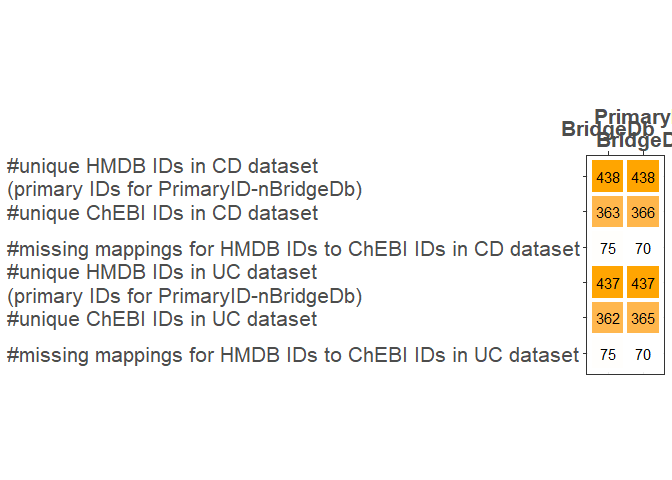 Primary
BridgeDb
BridgeD
#unique HMDB IDs in CD dataset
(primary IDs for PrimaryID-nBridgeDb)
438 438
#unique ChEBI IDs in CD dataset
363 366
#missing mappings for HMDB IDs to ChEBI IDs in CD dataset
75 70
#unique HMDB IDs in UC dataset
(primary IDs for PrimaryID-nBridgeDb)
437 437
#unique ChEBI IDs in UC dataset
362 365
#missing mappings for HMDB IDs to ChEBI IDs in UC dataset
75 70